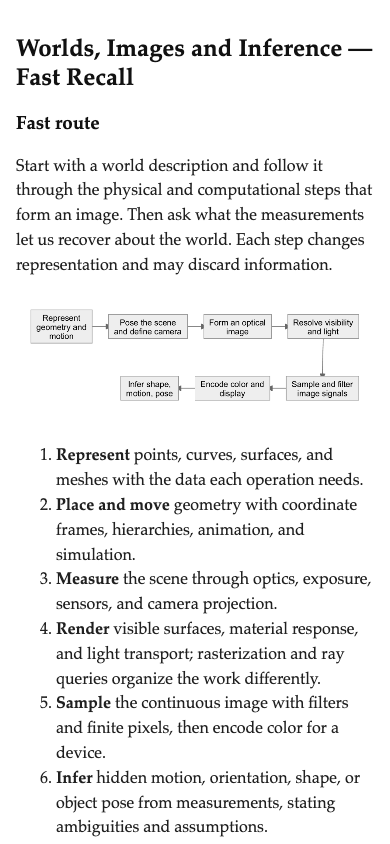 Worlds, Images and Inference —
Fast Recall
Fast route
Start with a world description and follow it
through the physical and computational steps that
form an image. Then ask what the measurements
let us recover about the world. Each step changes
representation and may discard information.
Represent
geometry and
motion
Pose the scene
and define camera
Form an optical
image
Resolve visibility
and light
Sample and filter
image signals
Encode color and
display
Infer shape,
motion, pose
1. Represent points, curves, surfaces, and
meshes with the data each operation needs.
2. Place and move geometry with coordinate
frames, hierarchies, animation, and
simulation.
3. Measure the scene through optics, exposure,
sensors, and camera projection.
4. Render visible surfaces, material response,
and light transport; rasterization and ray
queries organize the work differently.
5. Sample the continuous image with filters
and finite pixels, then encode color for a
device.
6. Infer hidden motion, orientation, shape, or
object pose from measurements, stating
ambiguities and assumptions.